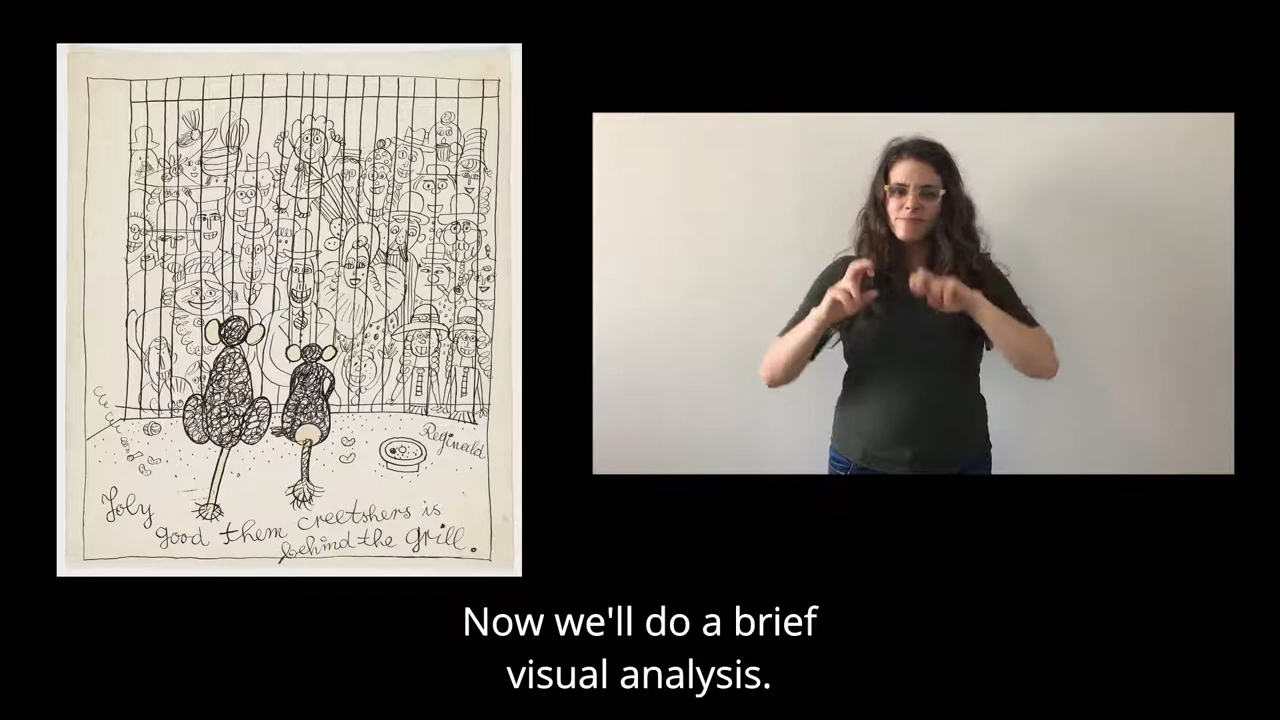 Reginald
Joly
good them creetshers is
behind the grill.
Now we'll do a brief
visual analysis.